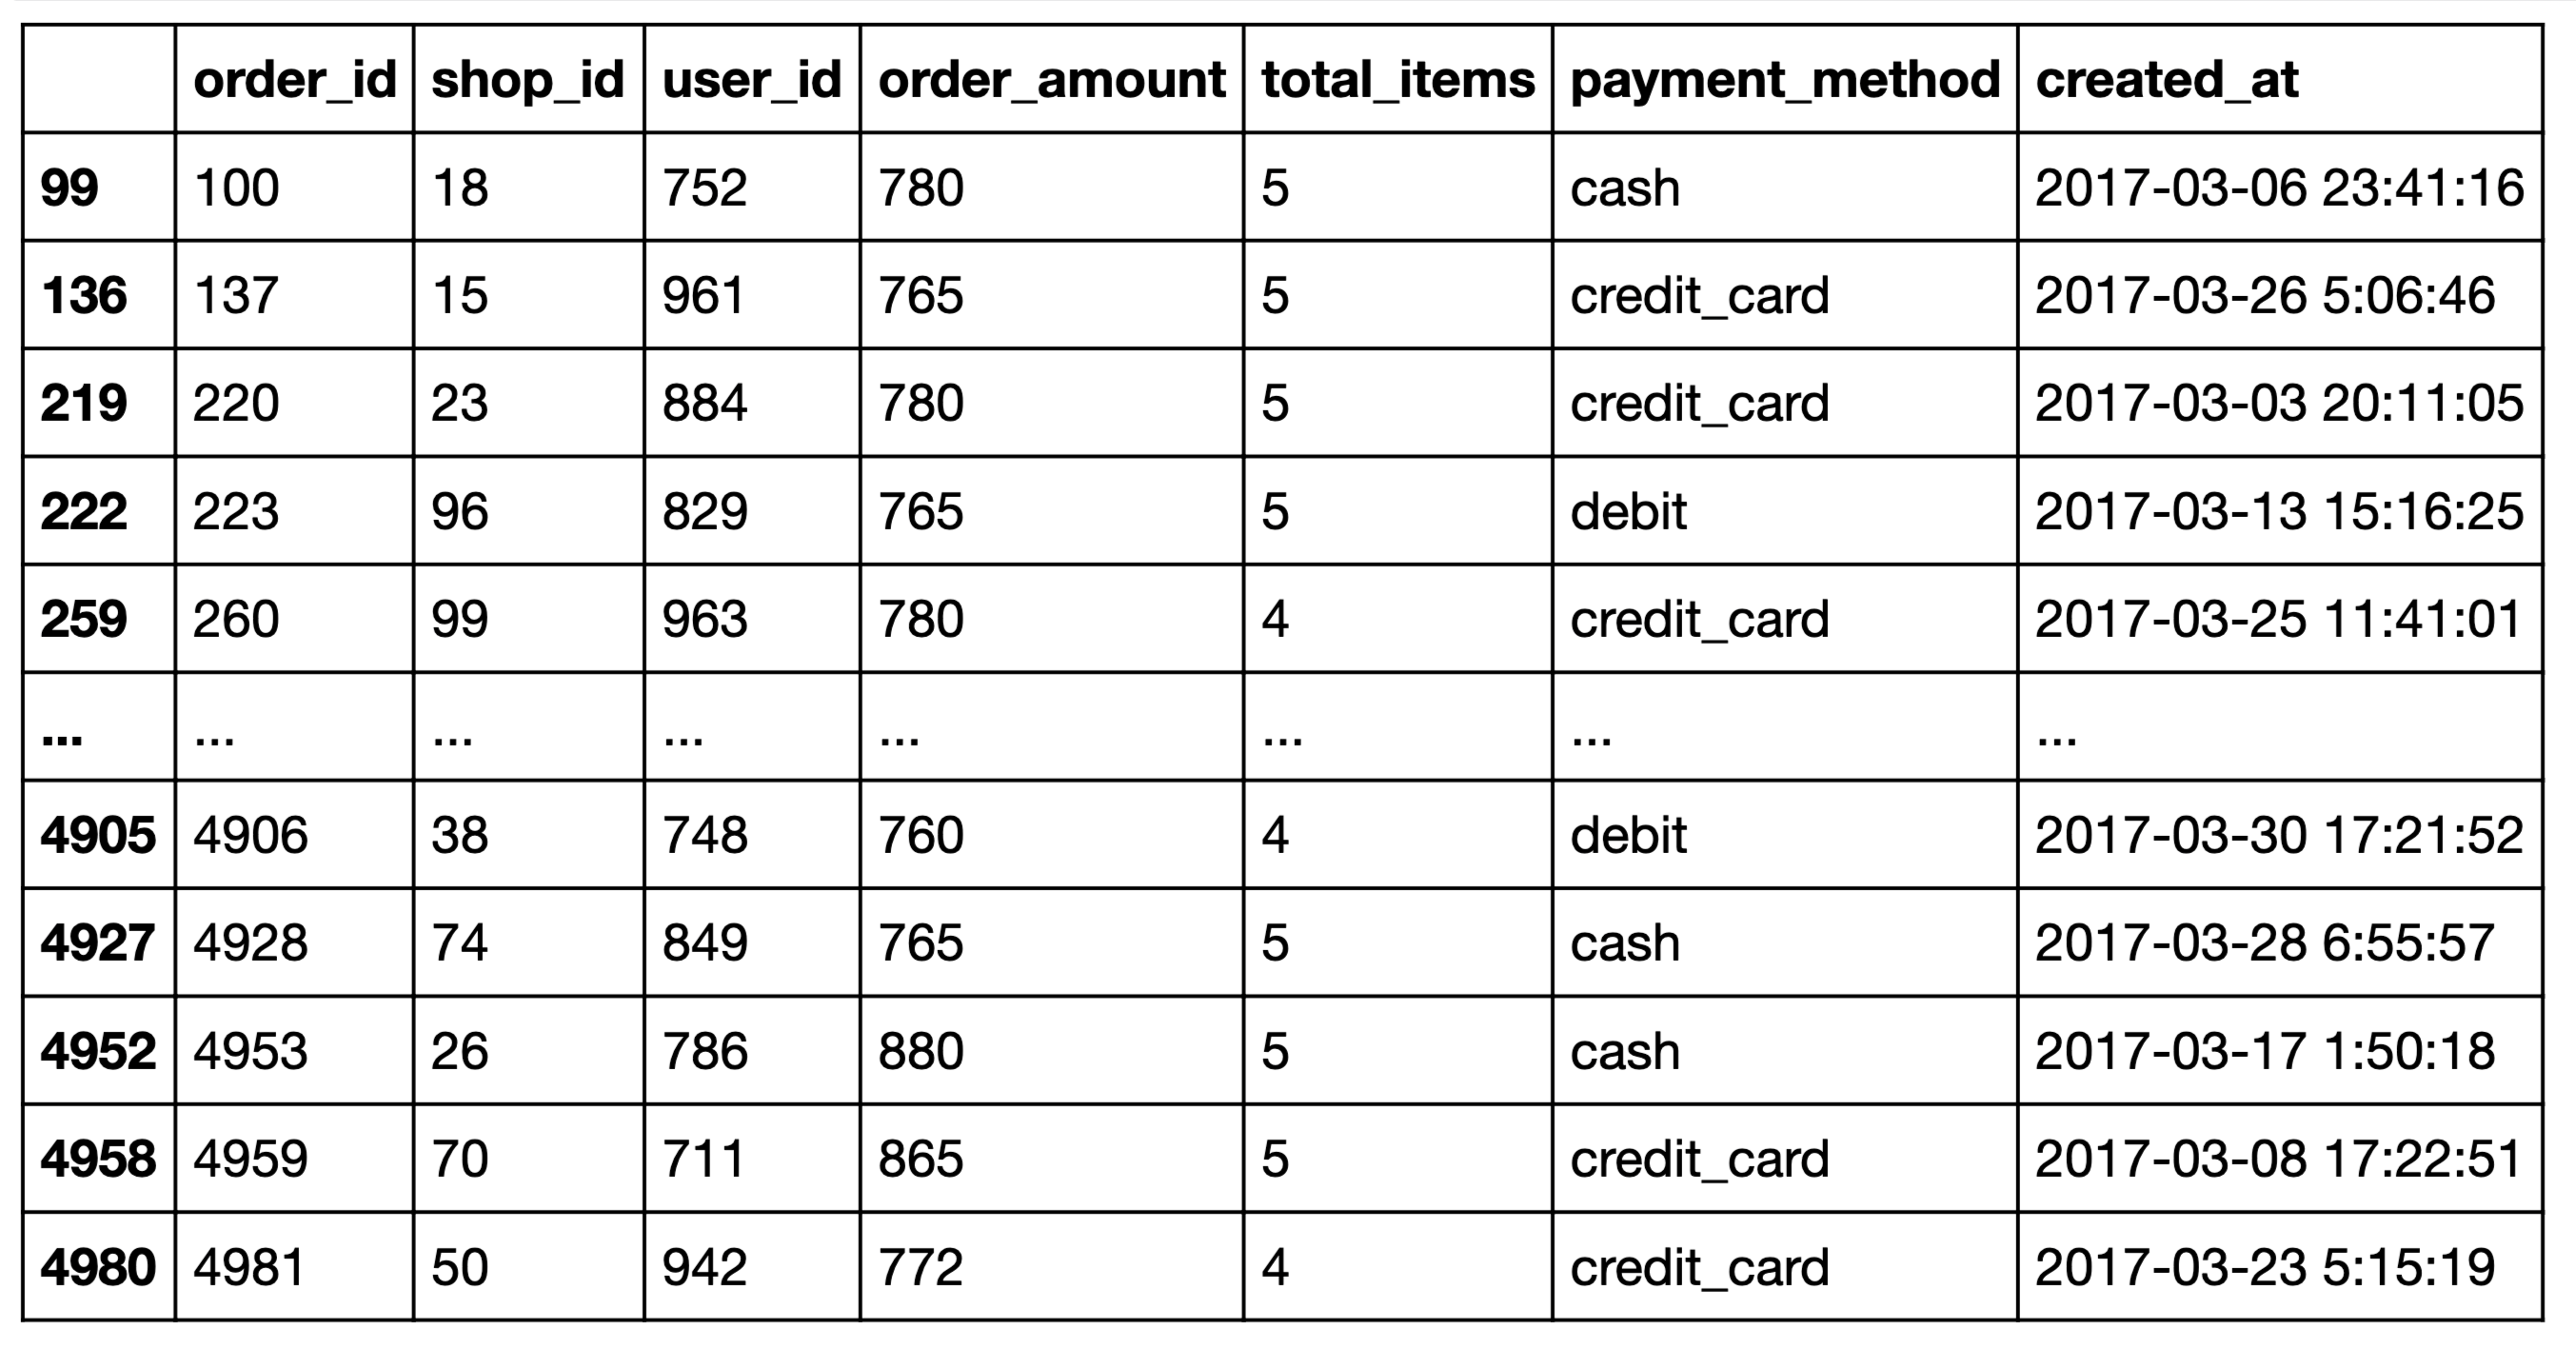 order_id shop_id user_id order_amount total_items payment_method created_at
99 100 18 752 780 5 cash 2017-03-06 23:41:16
136 137 15 961 765 5 credit_card 2017-03-26 5:06:46
219 220 23 884 780 5 credit_card 2017-03-03 20:11:05
222 223 96 829 765 5 debit 2017-03-13 15:16:25
259 260 99 963 780 4 credit_card 2017-03-25 11:41:01
... ... ... ... ... ... ... ...
4905 4906 38 748 760 4 debit 2017-03-30 17:21:52
4927 4928 74 849 765 5 cash 2017-03-28 6:55:57
4952 4953 26 786 880 5 cash 2017-03-17 1:50:18
4958 4959 70 711 865 5 credit_card 2017-03-08 17:22:51
4980 4981 50 942 772 4 credit_card 2017-03-23 5:15:19